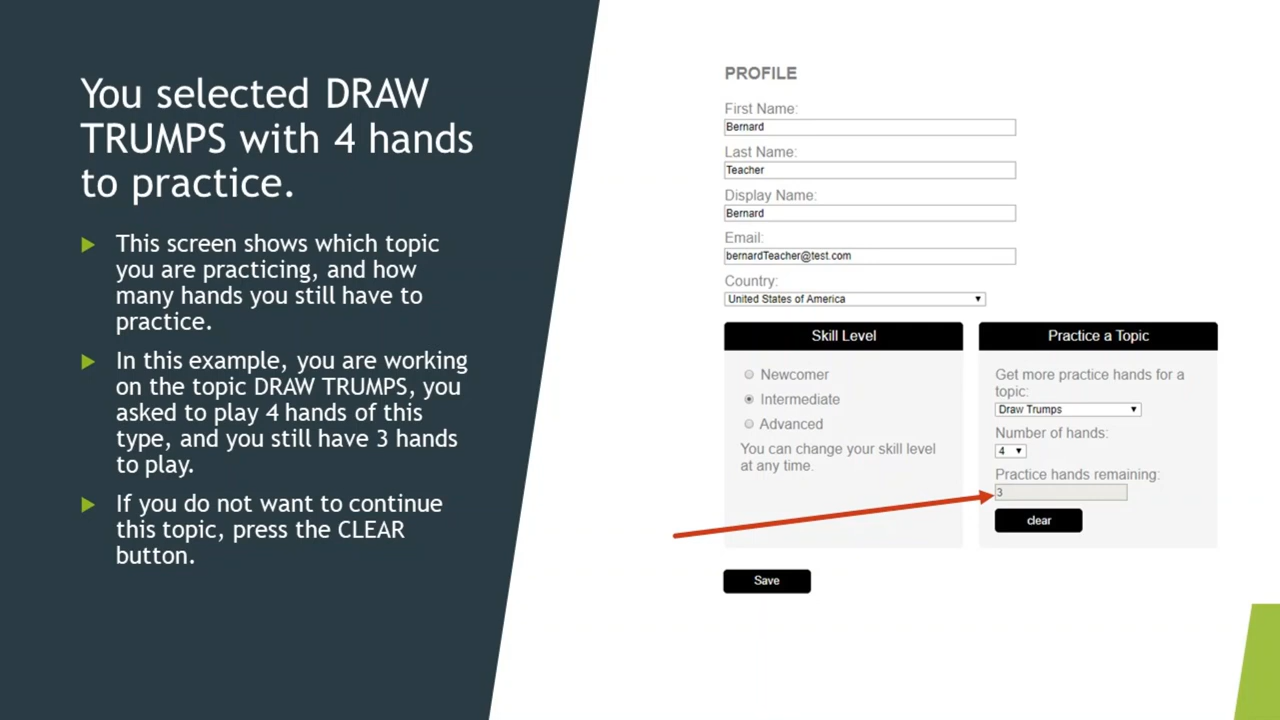 You selected DRAW
TRUMPS with 4 hands
to practice.
This screen shows which topic
you are practicing, and how
many hands you still have to
practice.
In this example, you are working
on the topic DRAW TRUMPS, you
asked to play 4 hands of this
type, and you still have 3 hands
to play.
If you do not want to continue
this topic, press the CLEAR
button.
PROFILE
First Name:
Bernard
Last Name:
Teacher
Display Name:
Bernard
Email:
bernardTeacher@test.com
Country:
United States of America
Skill Level
Newcomer
Intermediate
Advanced
You can change your skill level
at any time.
Practice a Topic
Get more practice hands for a
topic:
Draw Trumps
Number of hands:
4
Practice hands remaining:
3
clear
Save